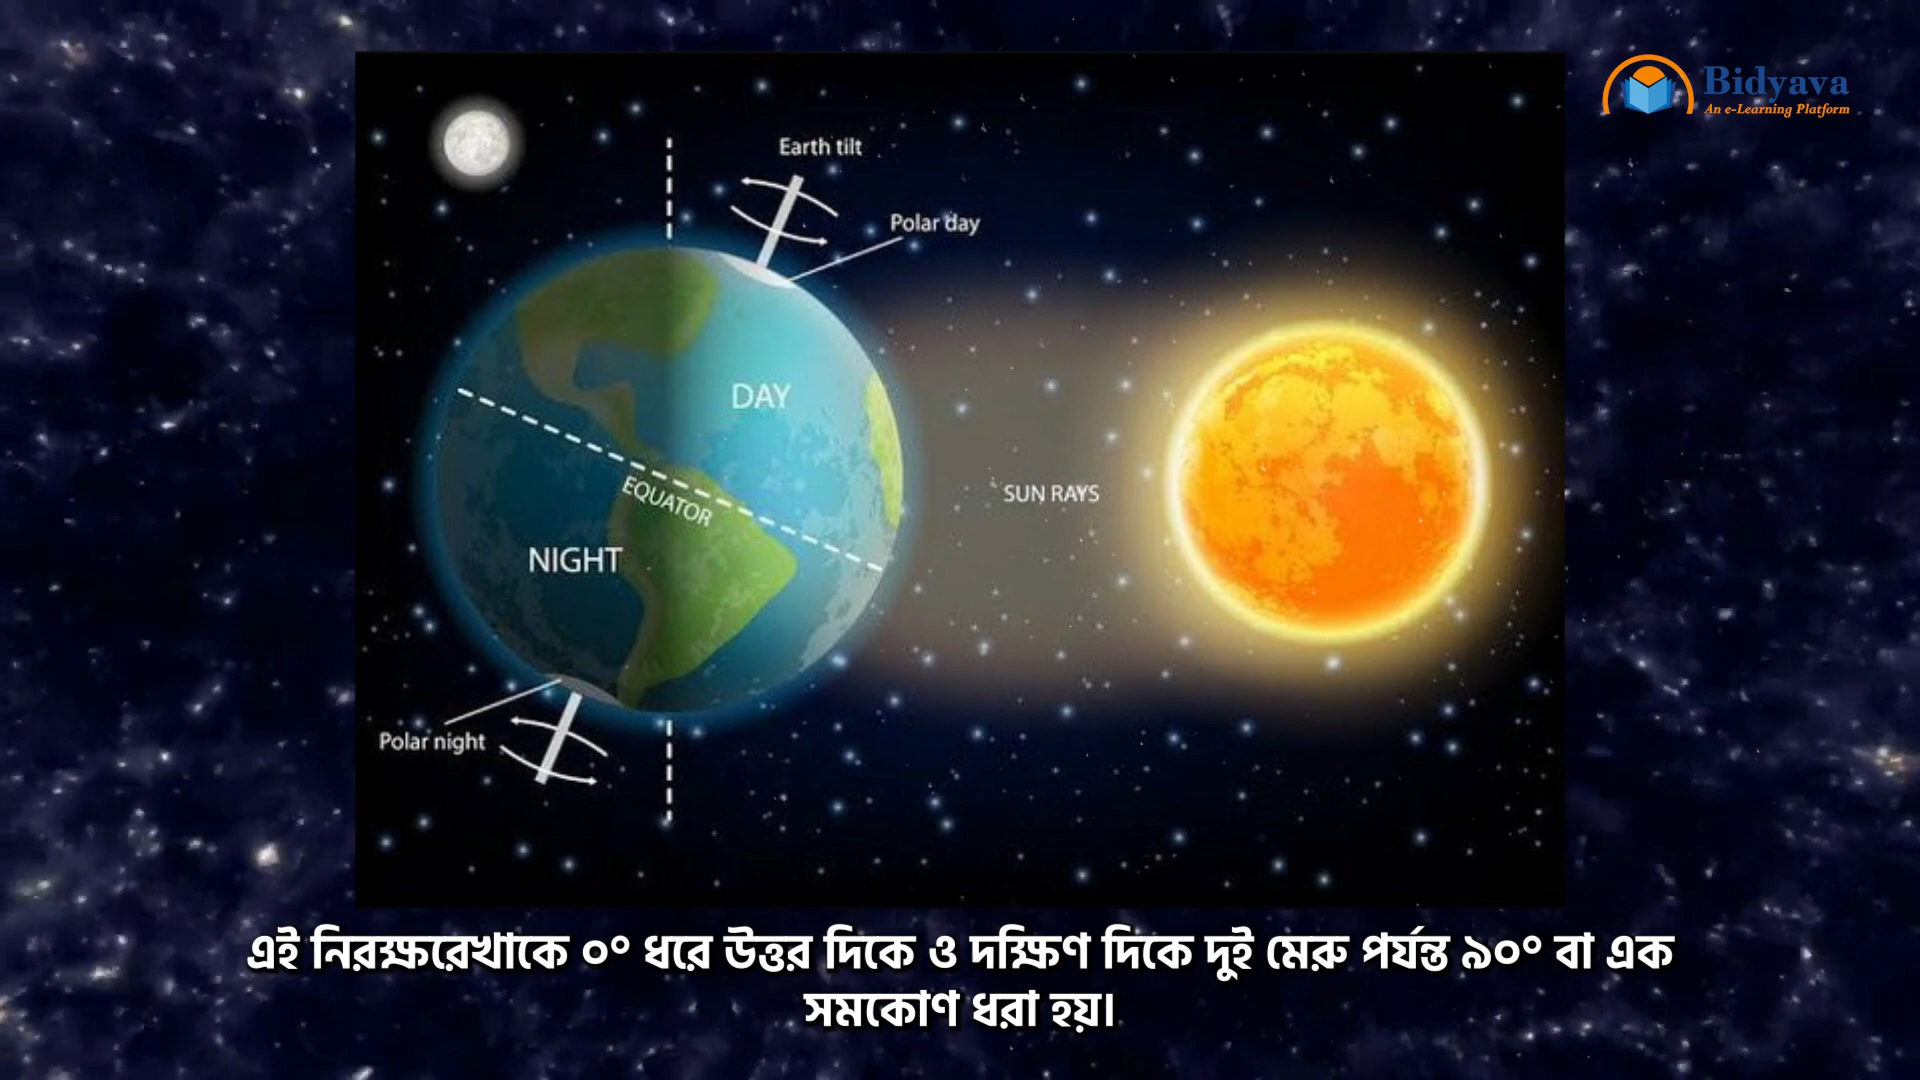 Bidyava
An e-Learning Platform
Earth tilt
Polar day
DAY
EQUATOR
SUN RAYS
NIGHT
Polar night
এই নিরক্ষরেখাকে ০° ধরে উত্তর দিকে ও দক্ষিণ দিকে দুই মেরু পর্যন্ত ৯০° বা এক
সমকোণ ধরা হয়।